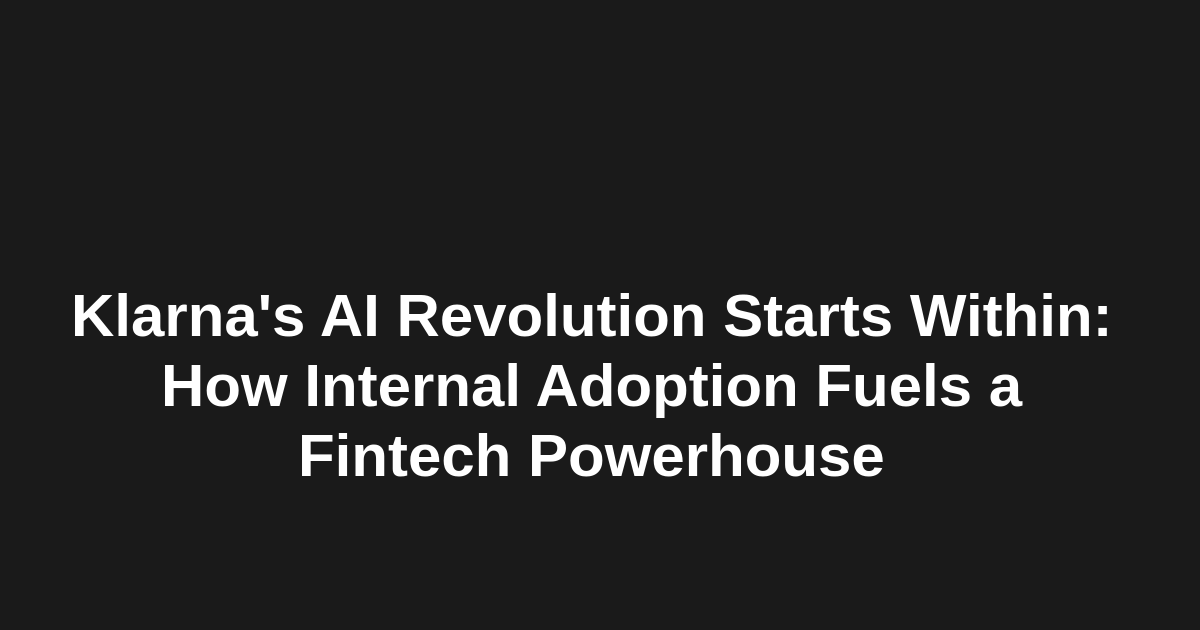 Klarna's AI Revolution Starts Within:
How Internal Adoption Fuels a
Fintech Powerhouse